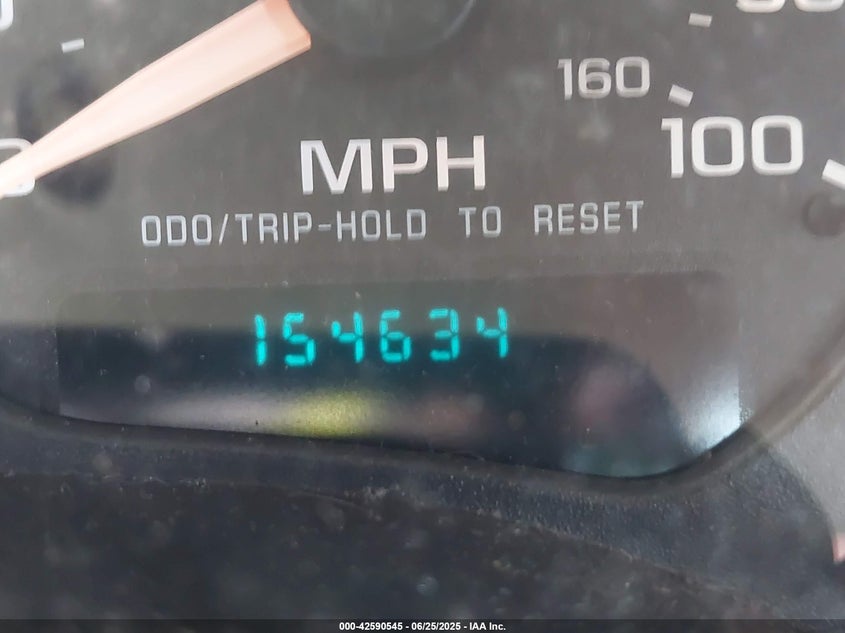 160
100
MPH
ODO/TRIP-HOLD TO RESET
154634
000-42590545 - 06/25/2025 - IAA Inc.